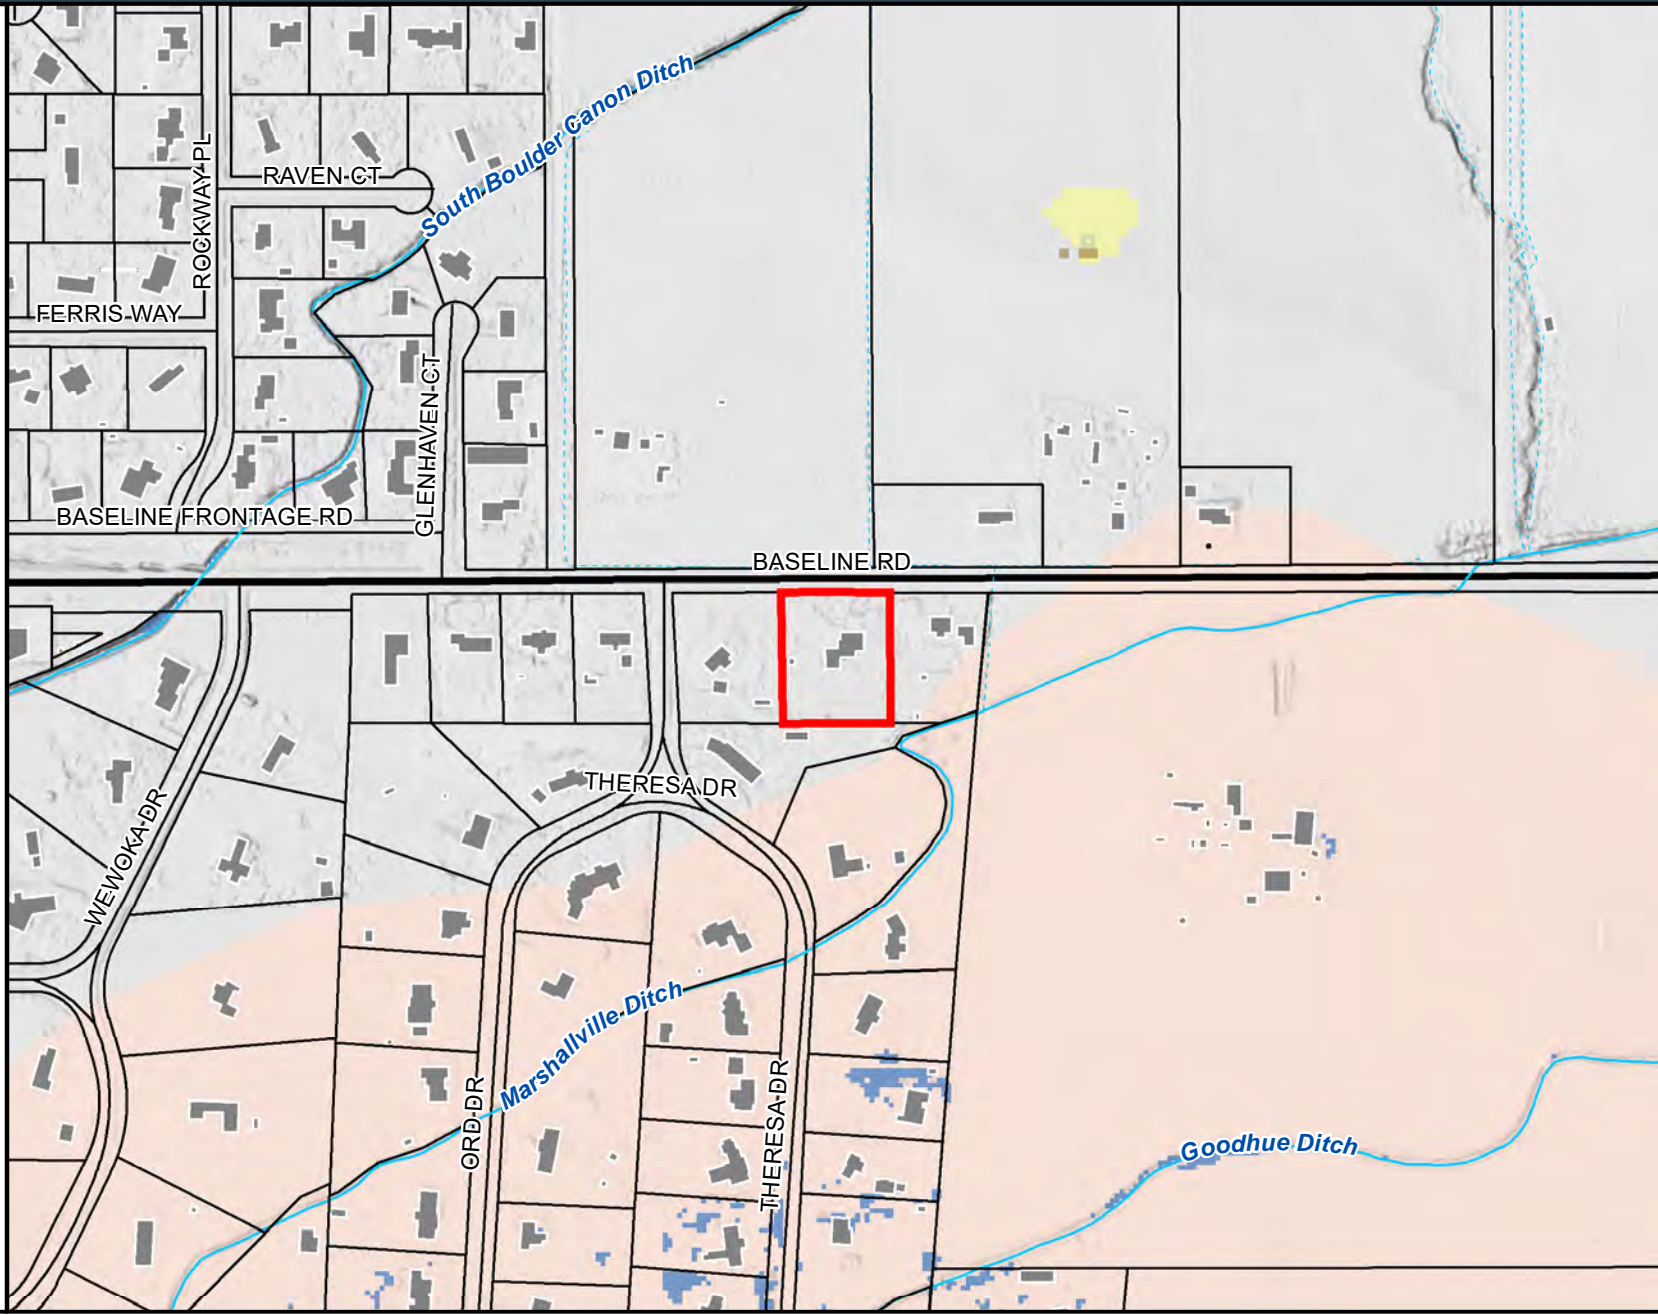 South Boulder Canon Ditch
ROCKWAY PL
RAVEN CT
FERRIS WAY
GLENHAVEN CT
BASELINE FRONTAGE RD
BASELINE RD
THERESA DR
WEWOKA DR
Marshallville Ditch
ORD DR
THERESA DR
Goodhue Ditch